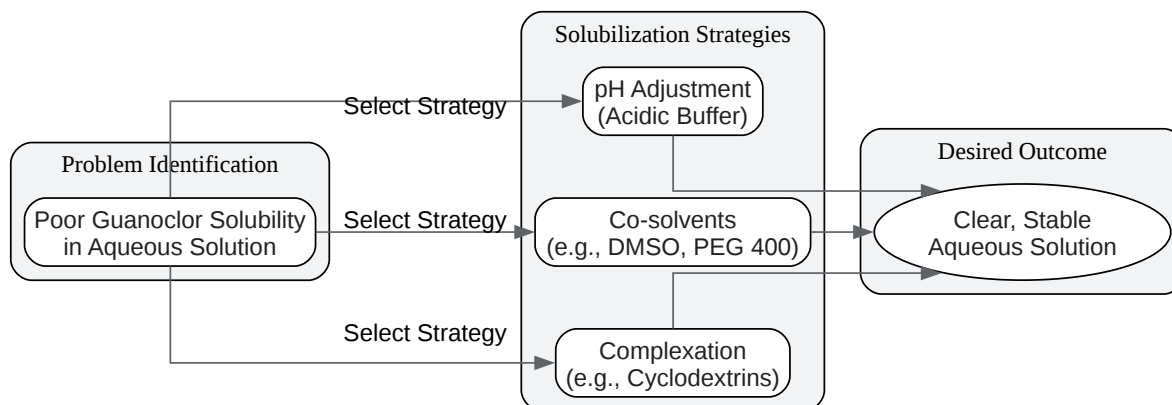 Solubilization Strategies
pH Adjustment
(Acidic Buffer)
Select Strategy
Problem Identification
Desired Outcome
Poor Guanoclor Solubility
in Aqueous Solution
Select Strategy
Co-solvents
(e.g., DMSO, PEG 400)
Clear, Stable
Aqueous Solution
Select Strategy
Complexation
(e.g., Cyclodextrins)